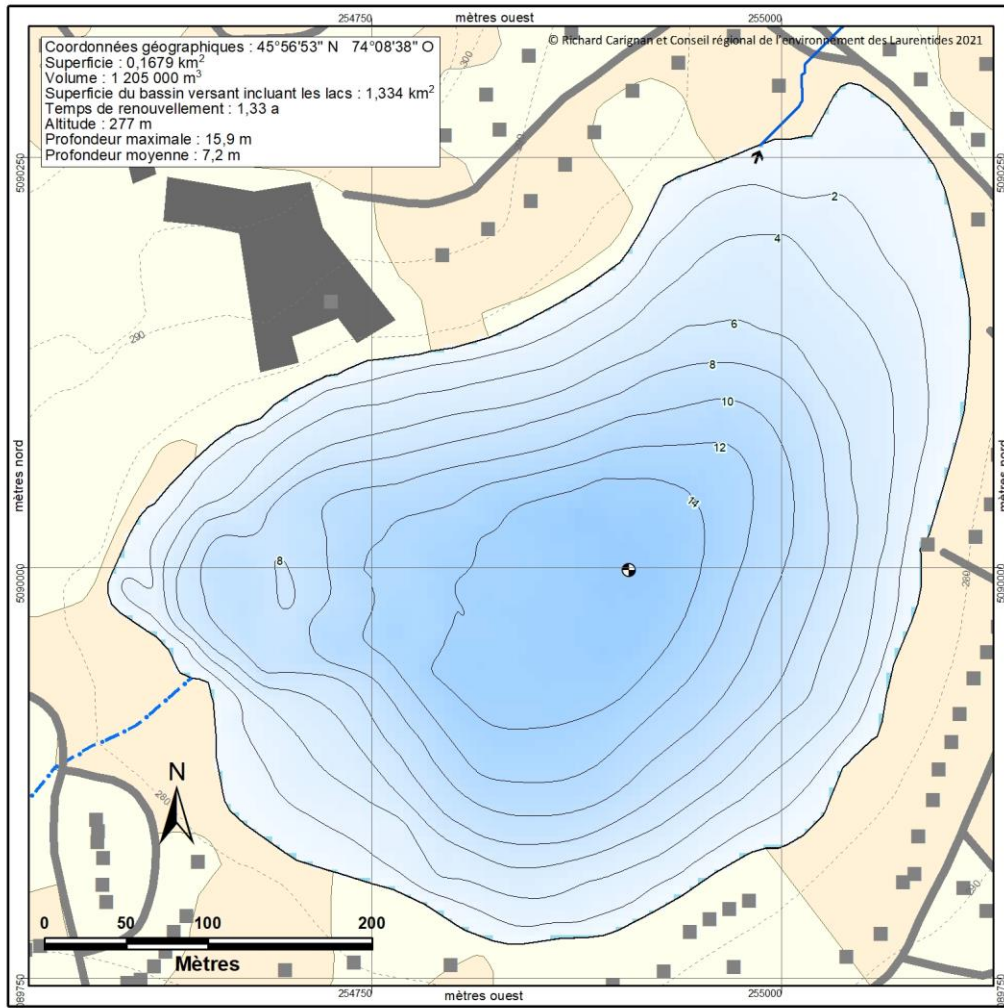 254750
mètres ouest
255000
© Richard Carignan et Conseil régional de l'environnement des Laurentides 2021
Coordonnées géographiques : 45°56'53" N 74°08'38" O
Superficie : 0,1679 km²
Volume : 1 205 000 m³
Superficie du bassin versant incluant les lacs : 1,334 km²
Temps de renouvellement : 1,33 a
Altitude : 277 m
Profondeur maximale : 15,9 m
Profondeur moyenne : 7,2 m
300
5090250
5090250
2
4
6
290
8
10
12
mètres nord
mètres nord
14
8
5090000
5090000
280
N
280
0 50 100 200
Mètres
254750
mètres ouest
255000